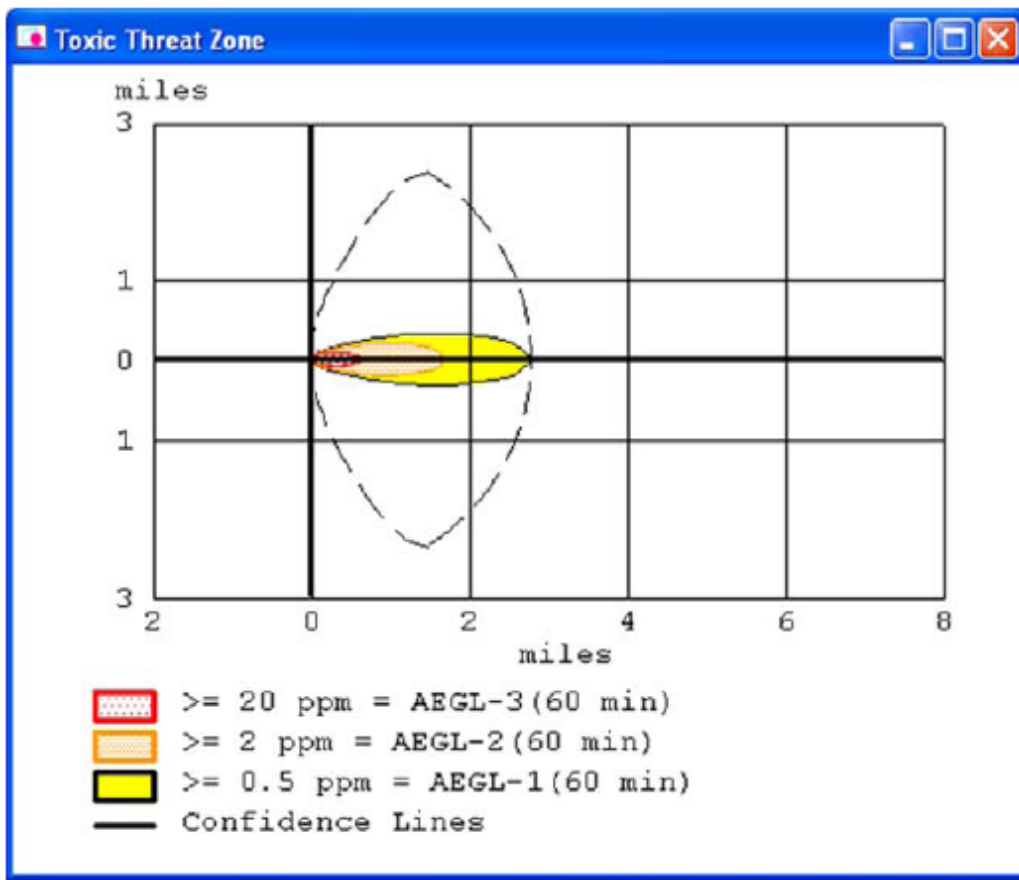 Toxic Threat Zone
miles
3
1
0
1
3
2 0 2 4 6 8
miles
>= 20 ppm = AEGL-3(60 min)
>= 2 ppm = AEGL-2(60 min)
>= 0.5 ppm = AEGL-1(60 min)
Confidence Lines